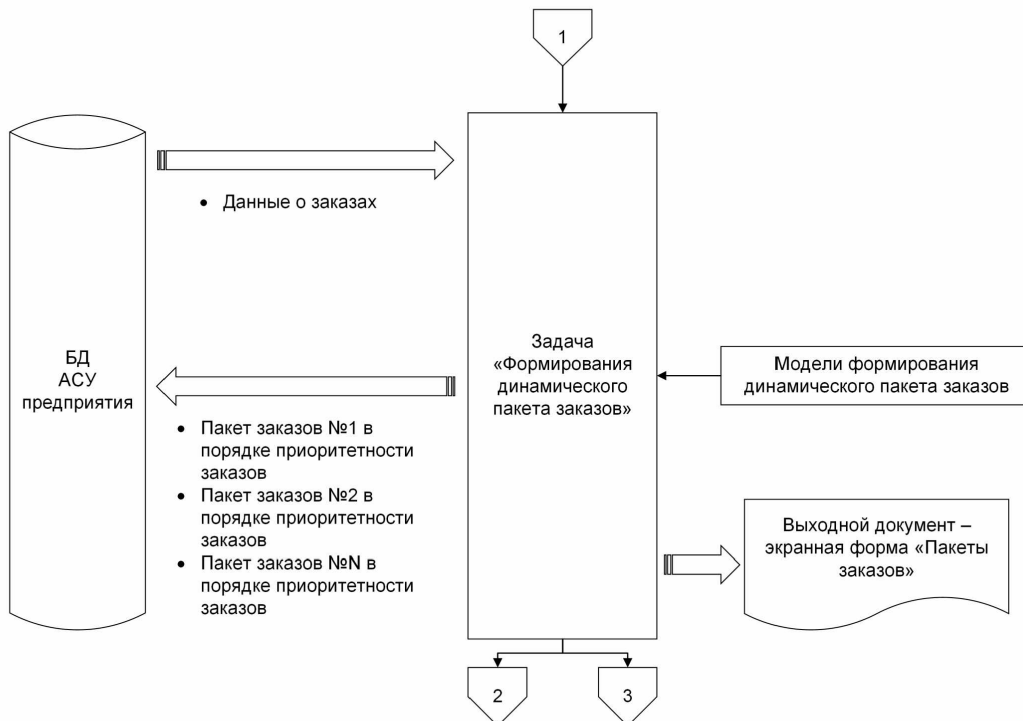 1
• Данные о заказах
БД
АСУ
предприятия
Задача
«Формирования
динамического
пакета заказов»
Модели формирования
динамического пакета заказов
• Пакет заказов №1 в
порядке приоритетности
заказов
• Пакет заказов №2 в
порядке приоритетности
заказов
• Пакет заказов №N в
порядке приоритетности
заказов
Выходной документ –
экранная форма «Пакеты
заказов»
2
3